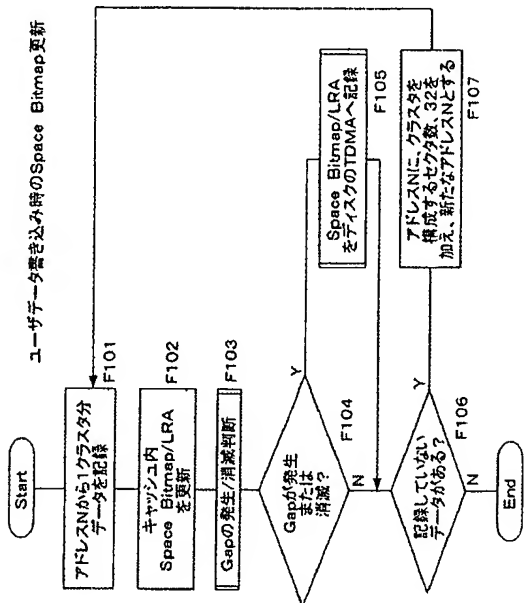 ユーザデータ書き込み時のSpace Bitmap更新
Start
アドレスNから1クラスタ分
データを記録
F101
キャッシュ内
Space Bitmap/LRA
を更新
F102
Gapの発生/消滅判断
F103
Gapが発生
または
消滅?
F104
Y
N
Space Bitmap/LRA
をディスクのTDMAへ記録
F105
記録していない
データがある?
F106
Y
N
アドレスNに、クラスタを
構成するセクタ数、32を
加え、新たなアドレスNとする
F107
End